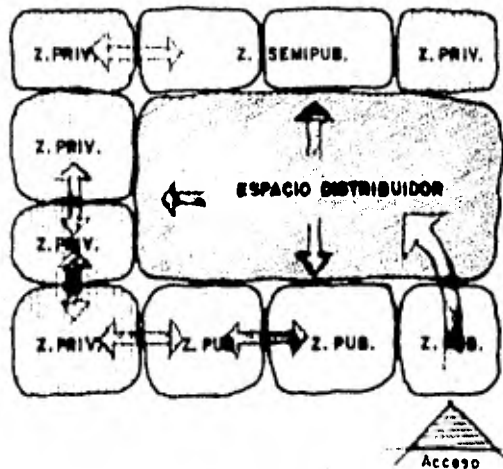 Z. PRIV.
Z. SEMIPUB.
Z. PRIV.
Z. PRIV.
ESPACIO DISTRIBUIDOR
Z. PRIV.
Z. PRIV.
Z. PUB.
Z. PUB.
Z. PUB.
Acceso